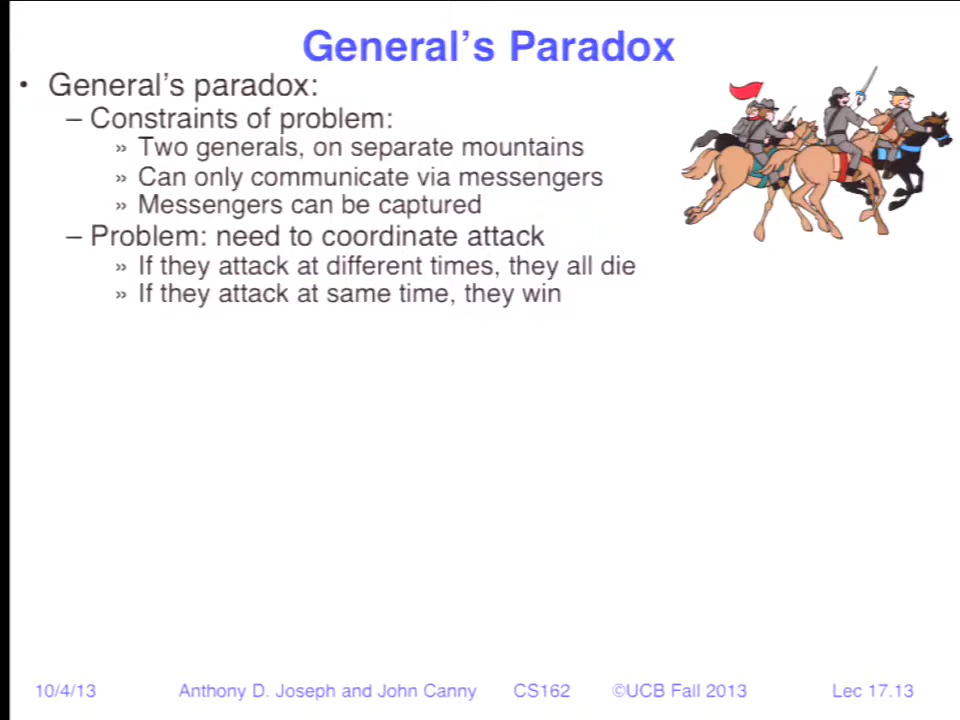 General's Paradox
• General's paradox:
– Constraints of problem:
» Two generals, on separate mountains
» Can only communicate via messengers
» Messengers can be captured
– Problem: need to coordinate attack
» If they attack at different times, they all die
» If they attack at same time, they win
10/4/13 Anthony D. Joseph and John Canny CS162 ©UCB Fall 2013 Lec 17.13